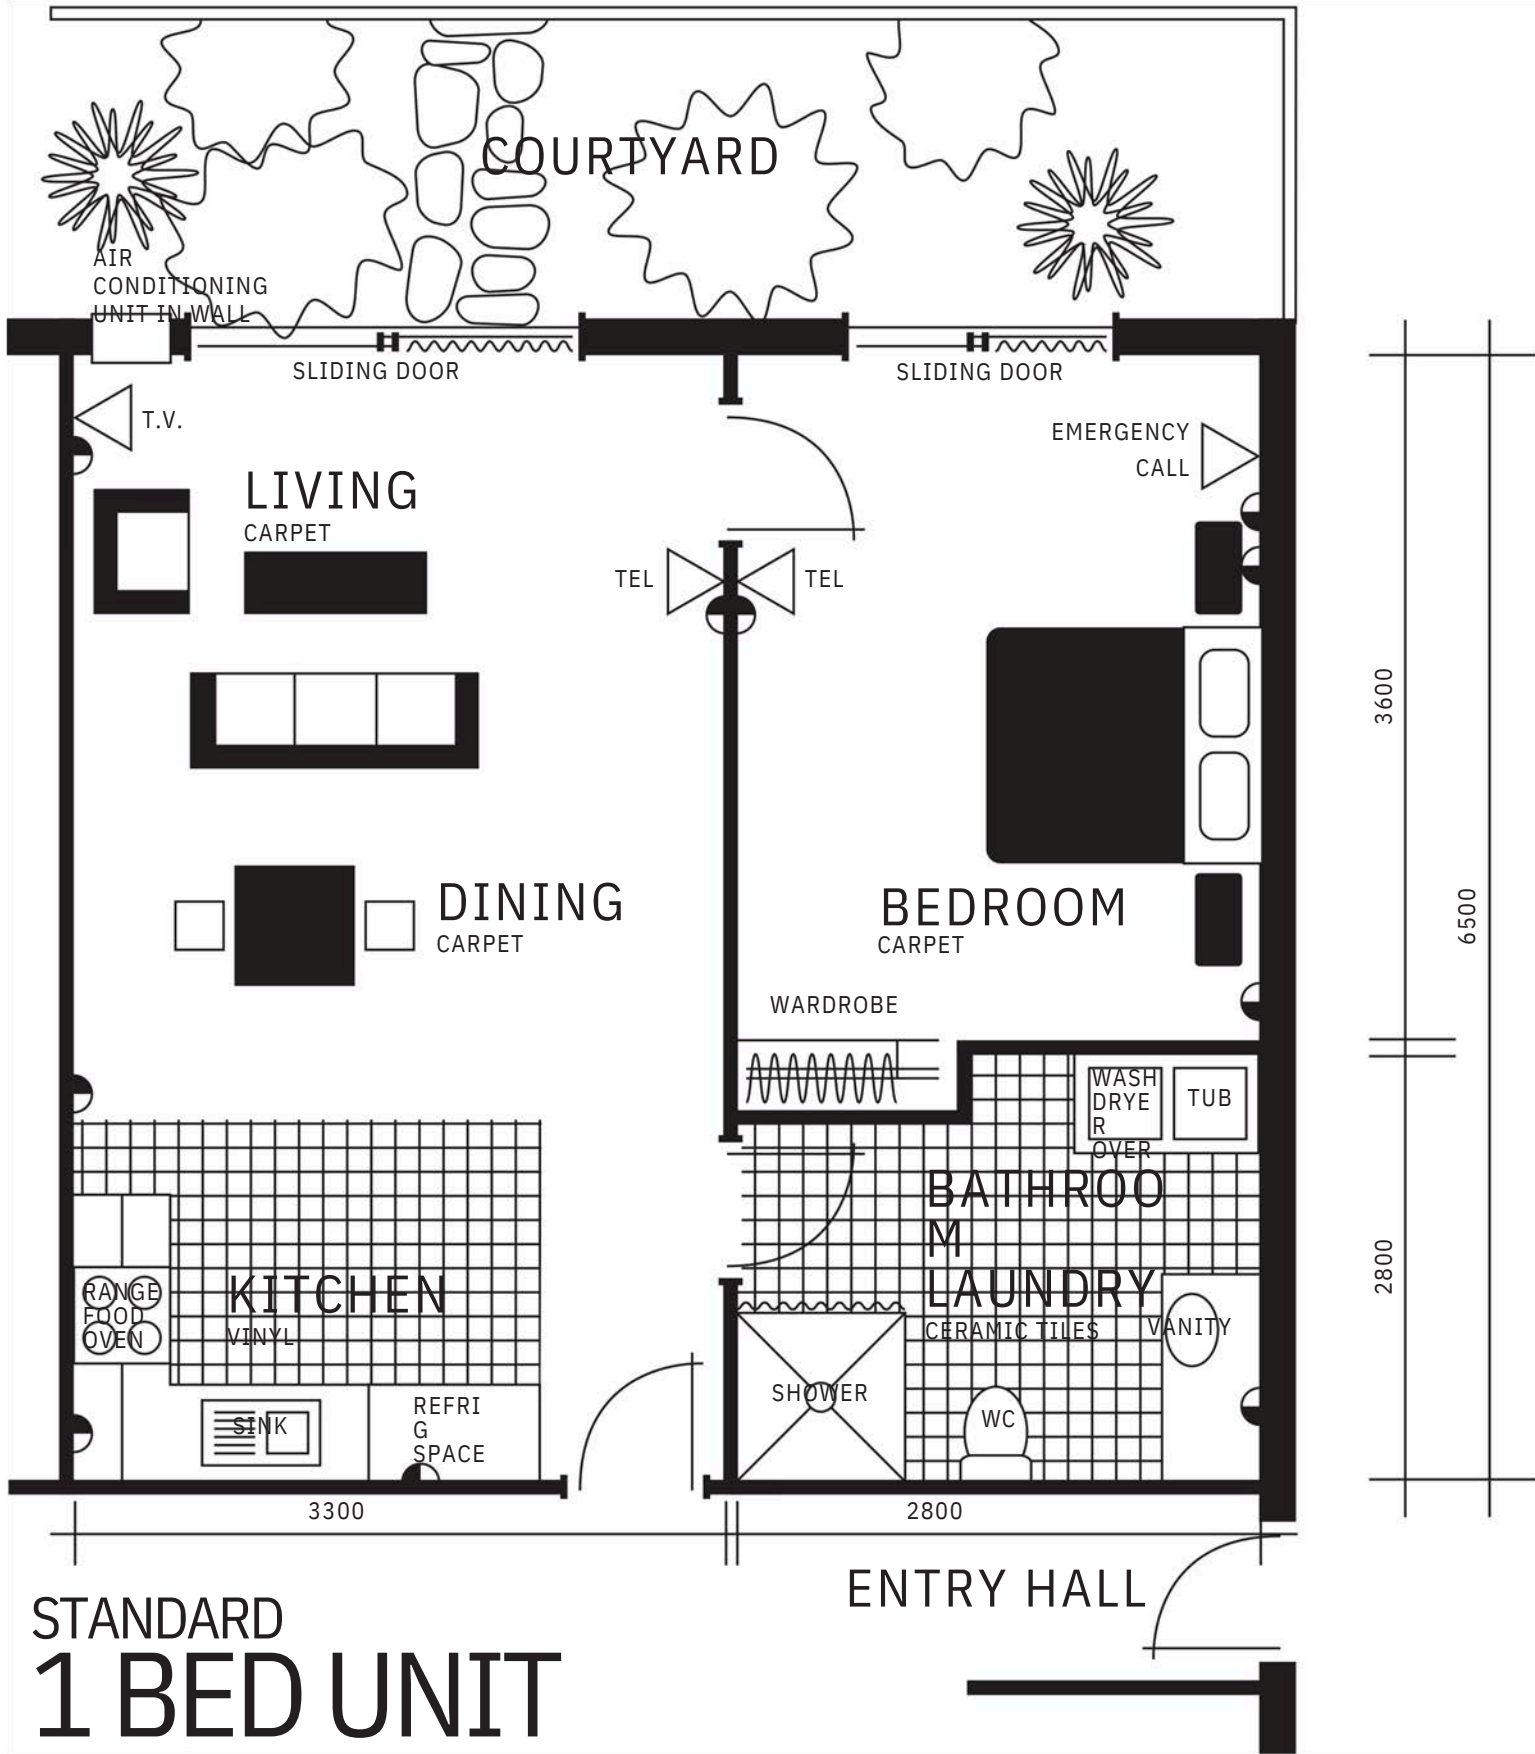 COURTYARD
AIR
CONDITIONING
UNIT IN WALL
SLIDING DOOR
SLIDING DOOR
T.V.
EMERGENCY
CALL
LIVING
CARPET
TEL
TEL
3600
DINING
CARPET
BEDROOM
CARPET
6500
WARDROBE
WASH
DRYE
R
OVER
TUB
BATHROO
M
LAUNDRY
CERAMIC TILES
2800
KITCHEN
VINYL
RANGE
FOOD
OVEN
VANITY
SHOWER
WC
SINK
REFRI
G
SPACE
3300
2800
ENTRY HALL
STANDARD
1 BED UNIT